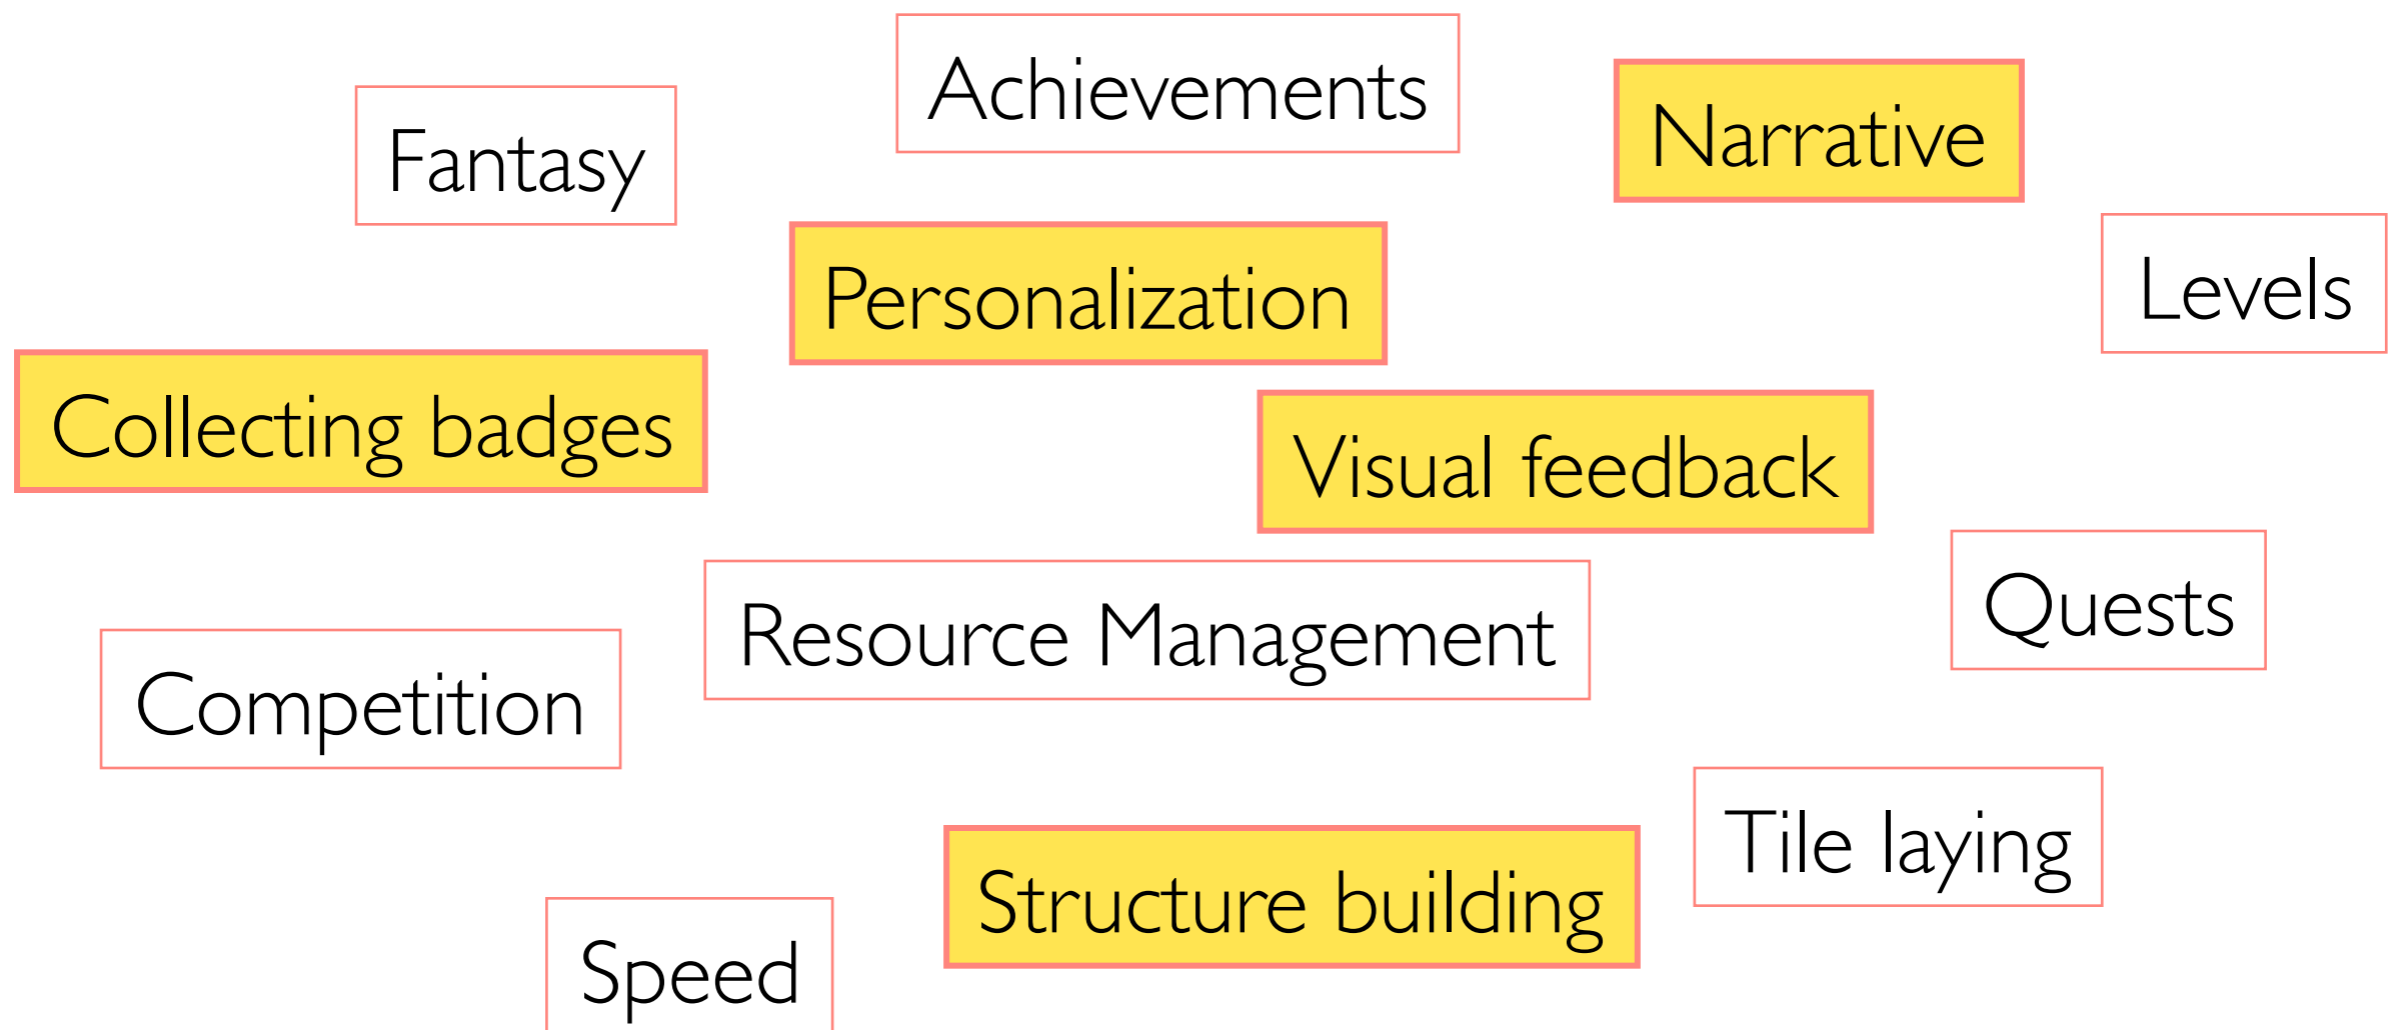 Achievements
Narrative
Fantasy
Personalization
Levels
Collecting badges
Visual feedback
Quests
Resource Management
Competition
Tile laying
Structure building
Speed